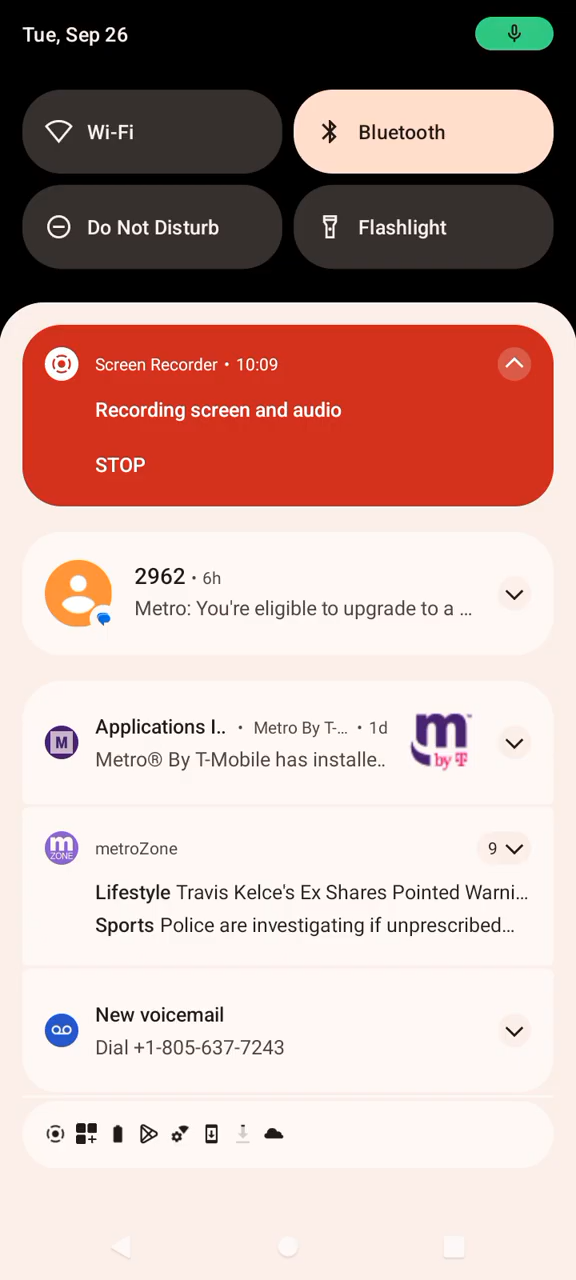 Tue, Sep 26
Wi-Fi
Bluetooth
Do Not Disturb
Flashlight
Screen Recorder • 10:09
Recording screen and audio
STOP
2962 • 6h
Metro: You're eligible to upgrade to a ...
Applications I.. • Metro By T-... • 1d
Metro® By T-Mobile has installe..
M
m
by T
m
ZONE
metroZone
9
Lifestyle Travis Kelce's Ex Shares Pointed Warni...
Sports Police are investigating if unprescribed...
New voicemail
Dial +1-805-637-7243